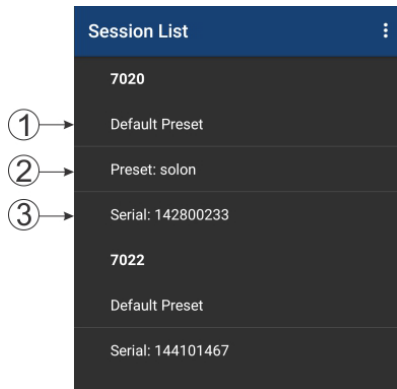 Session List
7020
1
Default Preset
2
Preset: solon
3
Serial: 142800233
7022
Default Preset
Serial: 144101467